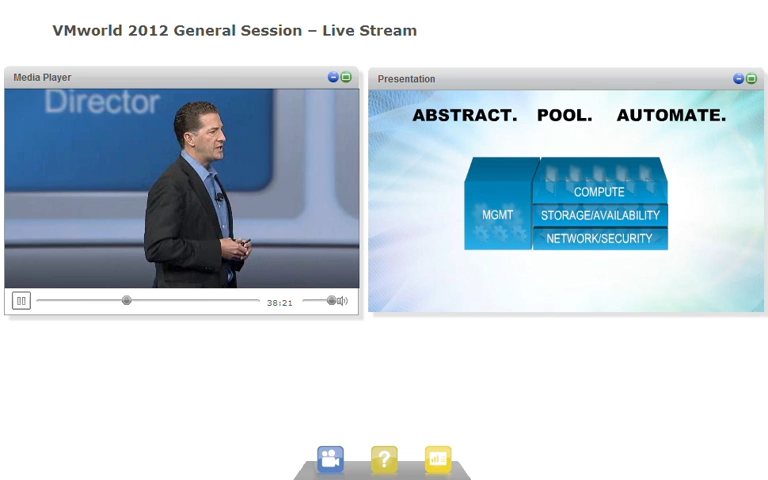 VMworld 2012 General Session – Live Stream
Media Player
Presentation
Director
ABSTRACT. POOL. AUTOMATE.
COMPUTE
MGMT
STORAGE/AVAILABILITY
NETWORK/SECURITY
38:21
?